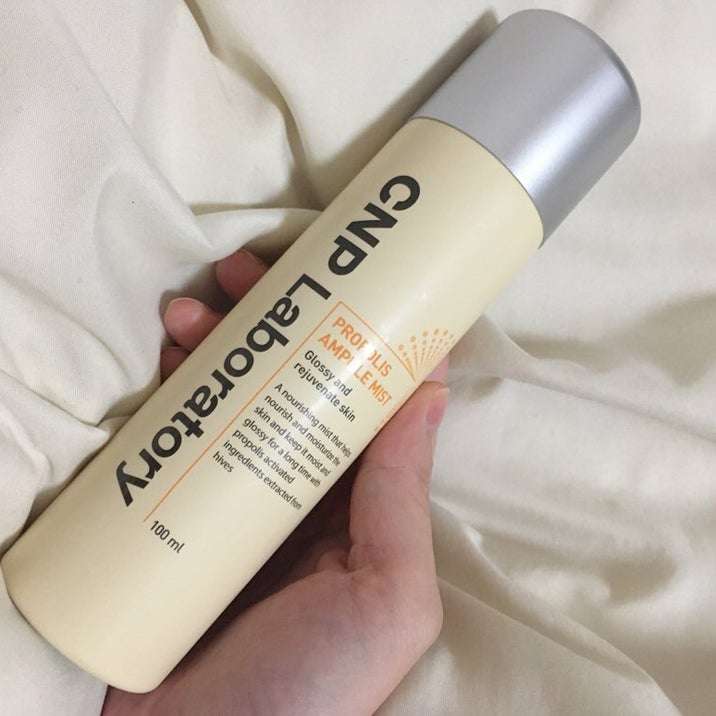 CNP Laboratory
PROPOLIS
AMPULE MIST
Glossy and
rejuvenate skin
A nourishing mist that helps
nourish and moisturize the
skin and keep it moist and
glossy for a long time with
propolis activated
ingredients extracted from
hives
100 ml